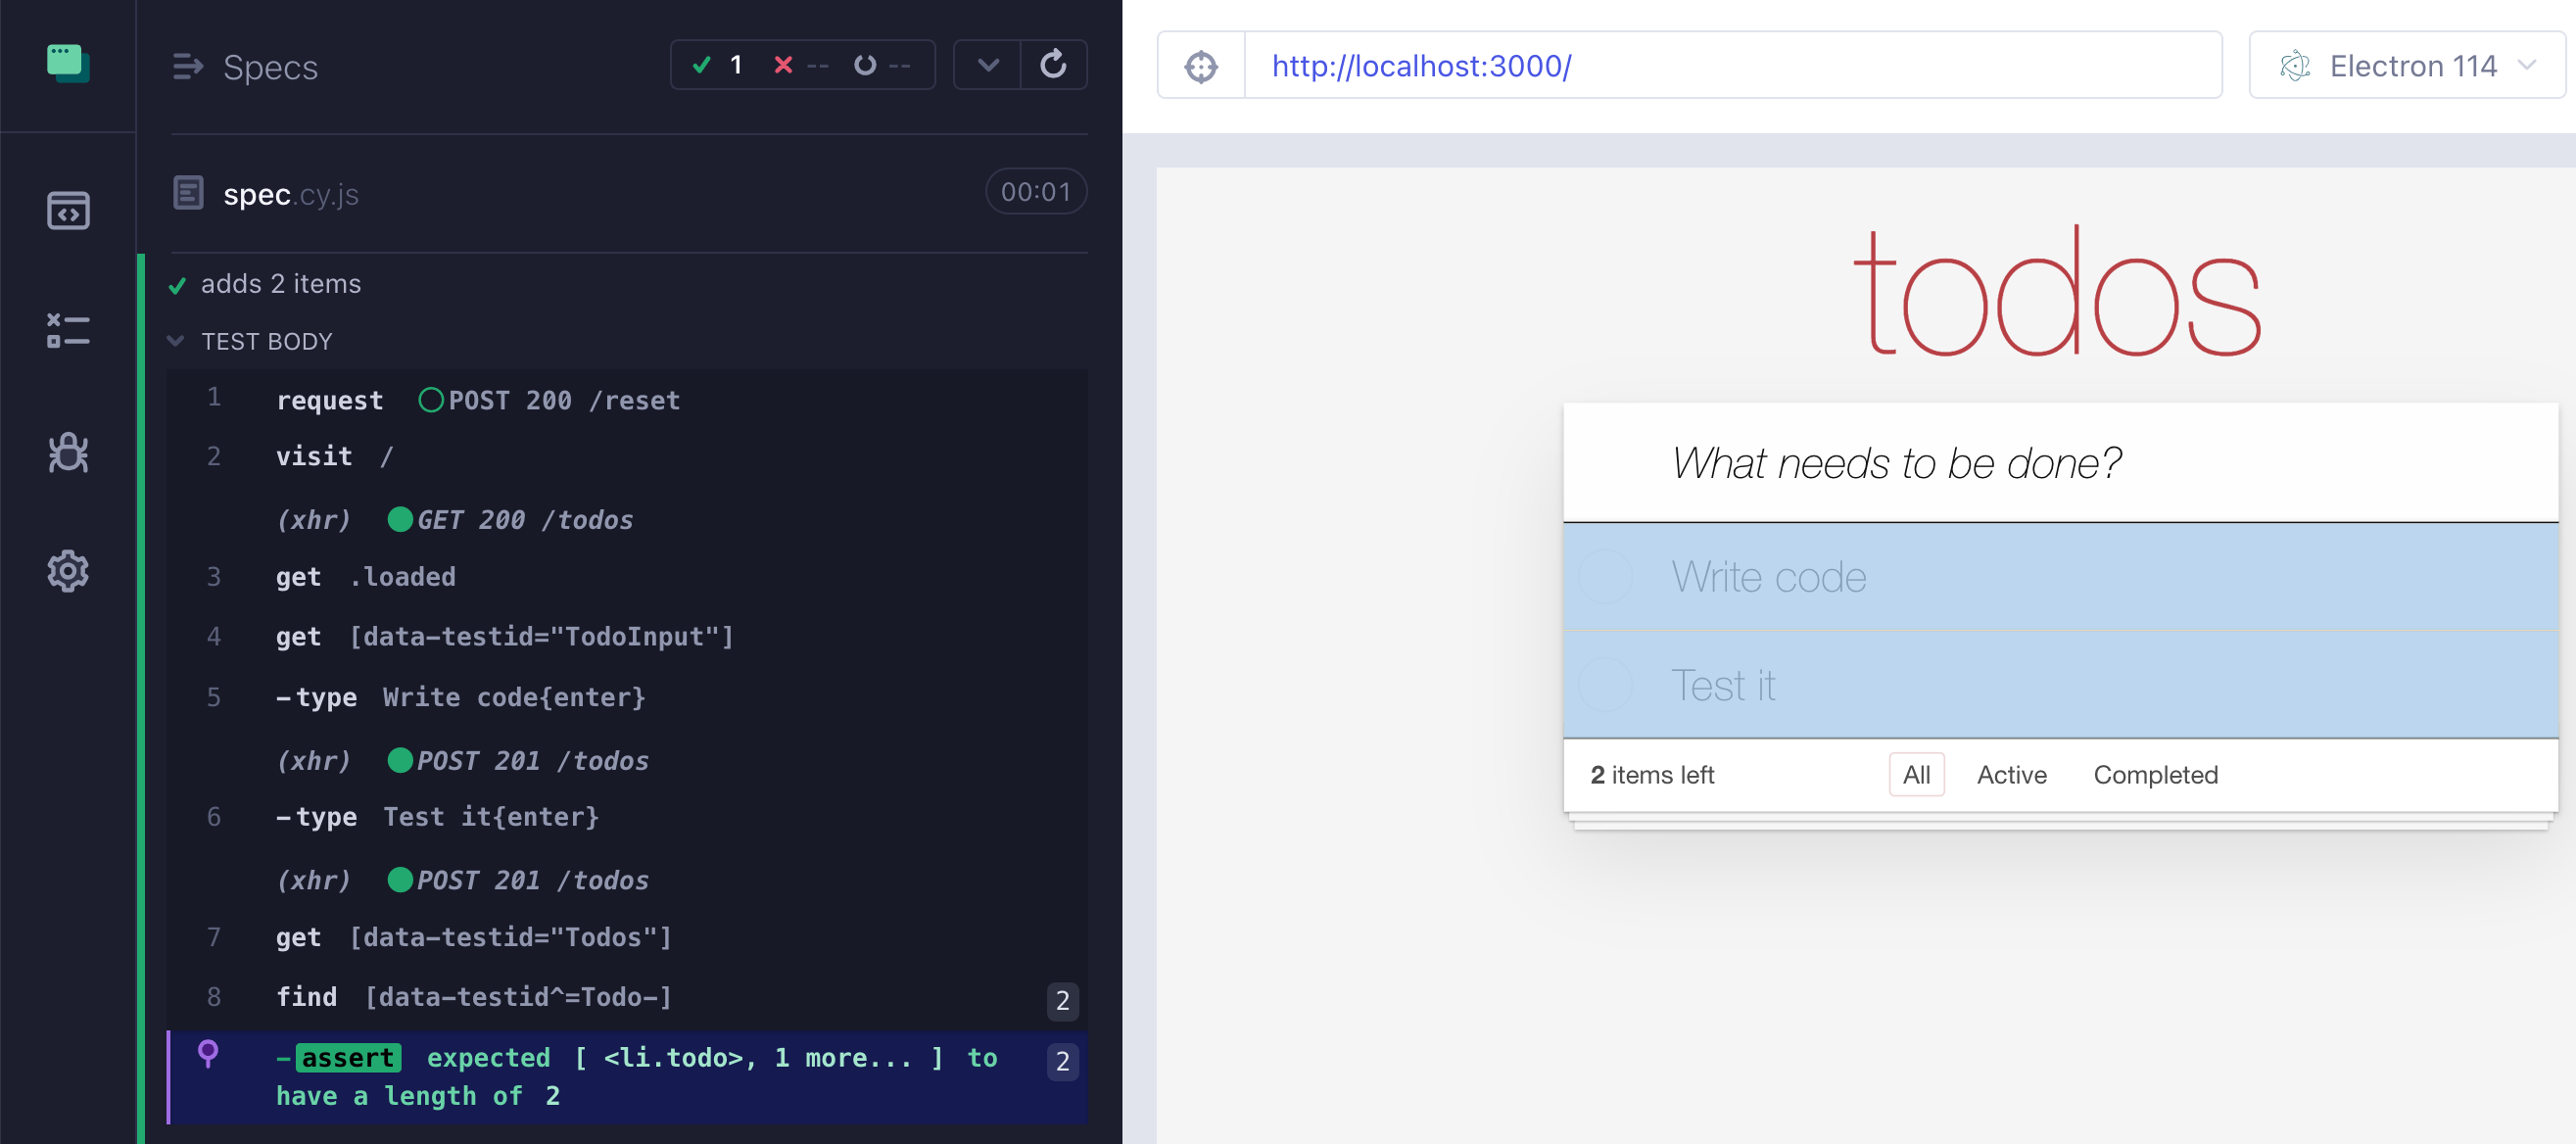 Specs
1 -- --
spec.cy.js 00:01
adds 2 items
TEST BODY
1 request POST 200 /reset
2 visit /
(xhr) GET 200 /todos
3 get .loaded
4 get [data-testid="TodoInput"]
5 -type Write code{enter}
(xhr) POST 201 /todos
6 -type Test it{enter}
(xhr) POST 201 /todos
7 get [data-testid="Todos"]
8 find [data-testid^=Todo-] 2
-assert expected [ <li.todo>, 1 more... ] to 2
have a length of 2
http://localhost:3000/ Electron 114
todos
What needs to be done?
Write code
Test it
2 items left All Active Completed